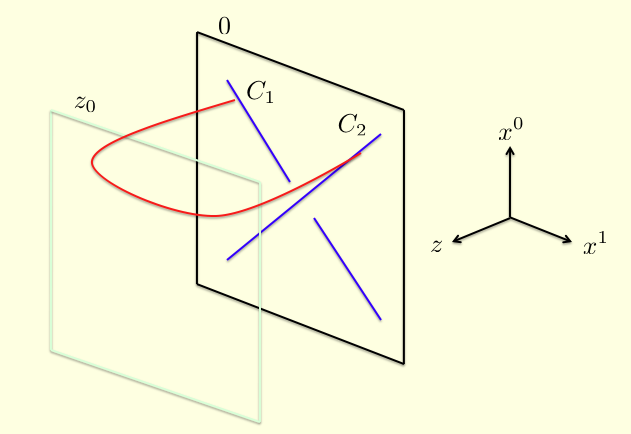 0
z₀
C₁
C₂
x⁰
z
x¹